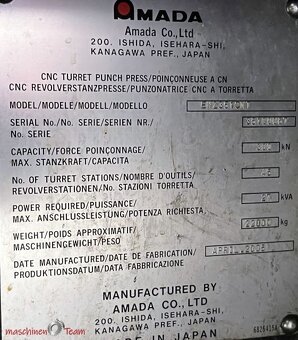 AMADA
Amada Co.,Ltd
200. ISHIDA, ISEHARA-SHI,
KANAGAWA PREF., JAPAN
CNC TURRET PUNCH PRESS/POINÇONNEUSE A CN
CNC REVOLVERSTANZPRESSE/PUNZONATRICE CNC A TORRETTA
MODEL/MODELE/MODELL/MODELLO
SERIAL No./No. SERIE/SERIEN NR./
No. SERIE
CAPACITY/FORCE POINÇONNAGE/
MAX. STANZKRAFT/CAPACITA
kN
No. OF TURRET STATIONS/NOMBRE D'OUTILS/
REVOLVERSTATIONEN/No. STAZIONI TORRETTA
POWER REQUIRED/PUISSANCE/
MAX. ANSCHLUSSLEISTUNG/POTENZA RICHIESTA
20 kVA
WEIGHT/POIDS APPROXIMATIF/
MASCHINENGEWICHT/PESO
22000 kg
DATE MANUFACTURED/DATE DE FABRICATION/
PRODUKTIONSDATUM/DATA FABBRICAZIONE
APRIL.2006
MANUFACTURED BY
AMADA CO., LTD
200. ISHIDA, ISEHARA-SHI,
KANAGAWA PREF., JAPAN
maschinen Team